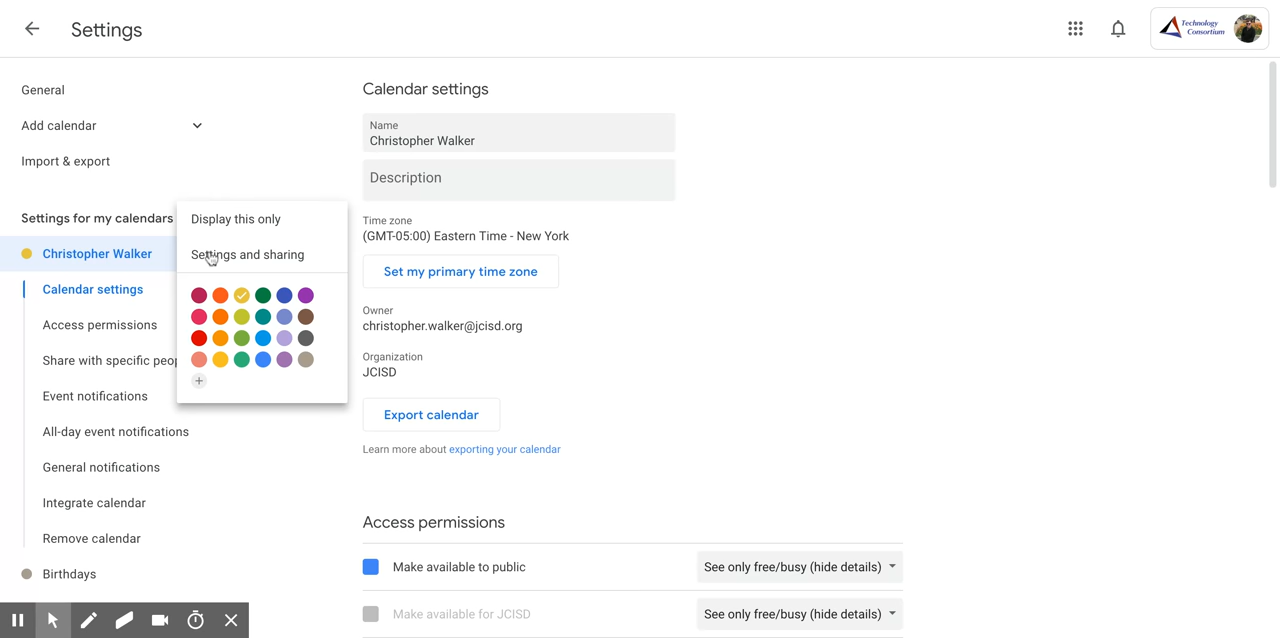 Settings
Technology
Consortium
General
Add calendar
Import & export
Settings for my calendars
Christopher Walker
Calendar settings
Access permissions
Share with specific peop
Event notifications
All-day event notifications
General notifications
Integrate calendar
Remove calendar
Birthdays
Display this only
Settings and sharing
+
Calendar settings
Name
Christopher Walker
Description
Time zone
(GMT-05:00) Eastern Time - New York
Set my primary time zone
Owner
christopher.walker@jcisd.org
Organization
JCISD
Export calendar
Learn more about exporting your calendar
Access permissions
Make available to public
See only free/busy (hide details)
Make available for JCISD
See only free/busy (hide details)